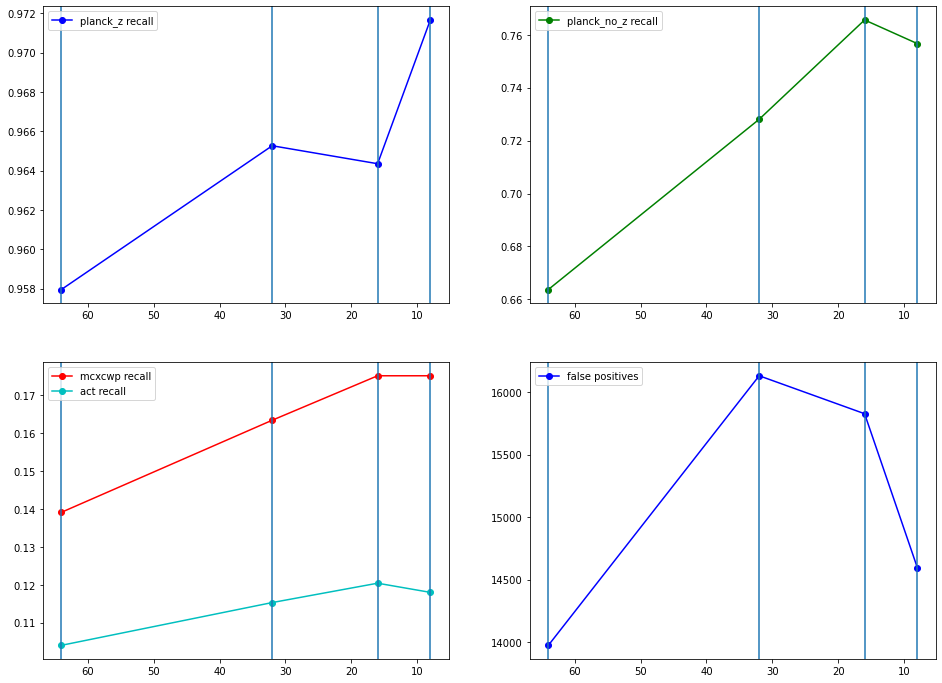 planck_z recall
0.972
0.970
0.968
0.966
0.964
0.962
0.960
0.958
60 50 40 30 20 10
planck_no_z recall
0.76
0.74
0.72
0.70
0.68
0.66
60 50 40 30 20 10
mcxcwp recall
act recall
0.17
0.16
0.15
0.14
0.13
0.12
0.11
60 50 40 30 20 10
false positives
16000
15500
15000
14500
14000
60 50 40 30 20 10